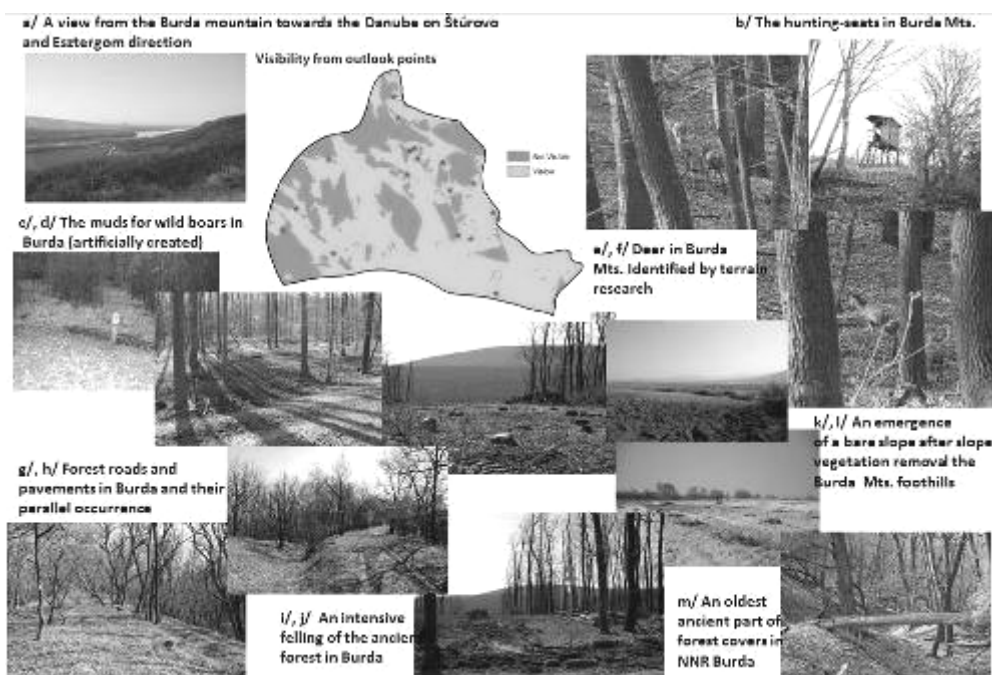 a/ A view from the Burda mountain towards the Danube on Štúrovo
and Esztergom direction
b/ The hunting-seats in Burda Mts.
Visibility from outlook points
Not Visible
Visible
c/, d/ The muds for wild boars in
Burda (artificially created)
e/, f/ Deer in Burda
Mts. Identified by terrain
research
k/, l/ An emergence
of a bare slope after slope
vegetation removal the
Burda Mts. foothills
g/, h/ Forest roads and
pavements in Burda and their
parallel occurrence
i/, j/ An intensive
felling of the ancient
forest in Burda
m/ An oldest
ancient part of
forest covers in
NNR Burda